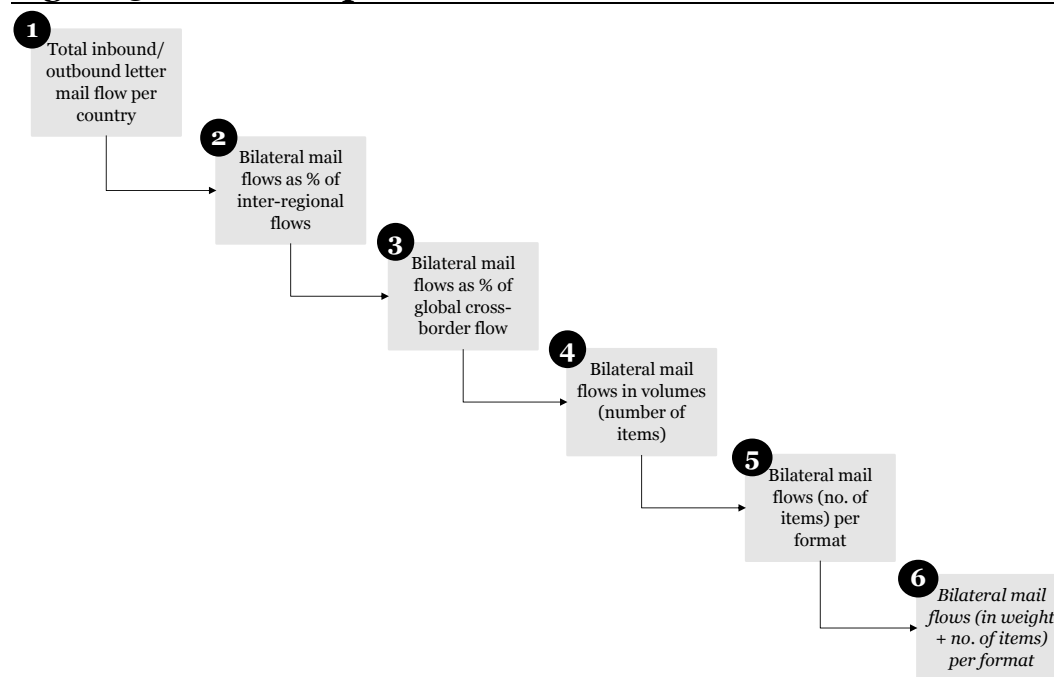 1
Total inbound/
outbound letter
mail flow per
country
2
Bilateral mail
flows as % of
inter-regional
flows
3
Bilateral mail
flows as % of
global cross-
border flow
4
Bilateral mail
flows in volumes
(number of
items)
5
Bilateral mail
flows (no. of
items) per
format
6
Bilateral mail
flows (in weight
+ no. of items)
per format